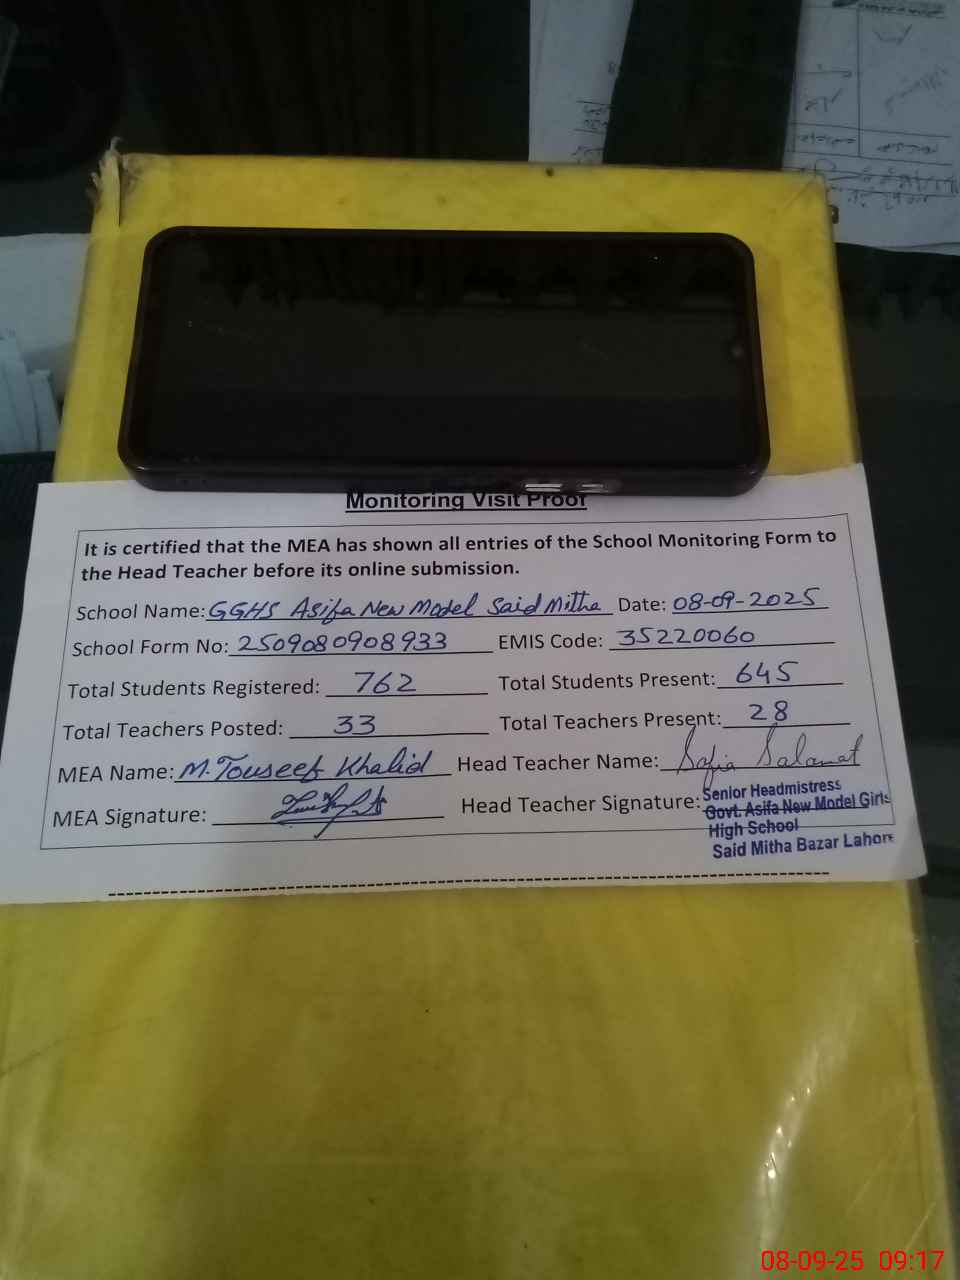 Monitoring Visit Proof
It is certified that the MEA has shown all entries of the School Monitoring Form to
the Head Teacher before its online submission.
School Name: GGHS Asifa New Model Said Mitha Date: 08-09-2025
School Form No: 2509080908933 EMIS Code: 35220060
Total Students Registered: 762 Total Students Present: 645
Total Teachers Posted: 33 Total Teachers Present: 28
MEA Name: M. Touseef Khalid Head Teacher Name: Sofia Salamat
MEA Signature: Head Teacher Signature:
Senior Headmistress
Govt. Asifa New Model Girls
High School
Said Mitha Bazar Lahore
08-09-25 09:17